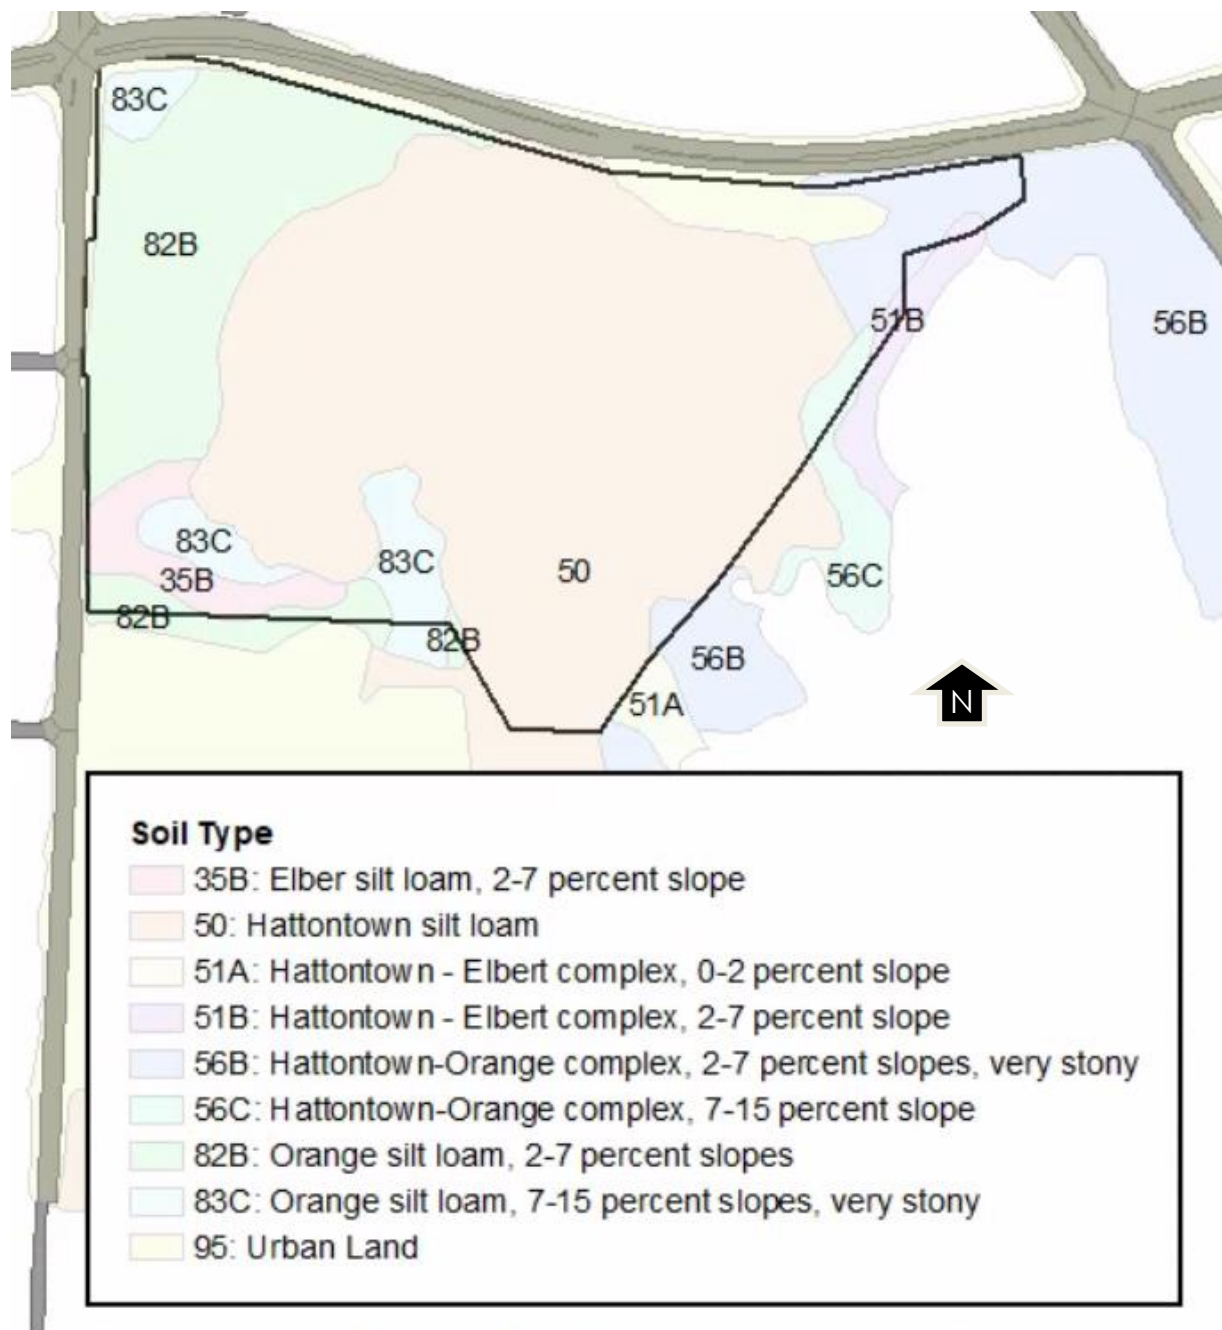 83C
82B
51B
56B
83C
83C
50
35B
56C
82B
82B
56B
51A
N
Soil Type
35B: Elber silt loam, 2-7 percent slope
50: Hattontown silt loam
51A: Hattontown - Elbert complex, 0-2 percent slope
51B: Hattontown - Elbert complex, 2-7 percent slope
56B: Hattontown-Orange complex, 2-7 percent slopes, very stony
56C: Hattontown-Orange complex, 7-15 percent slope
82B: Orange silt loam, 2-7 percent slopes
83C: Orange silt loam, 7-15 percent slopes, very stony
95: Urban Land